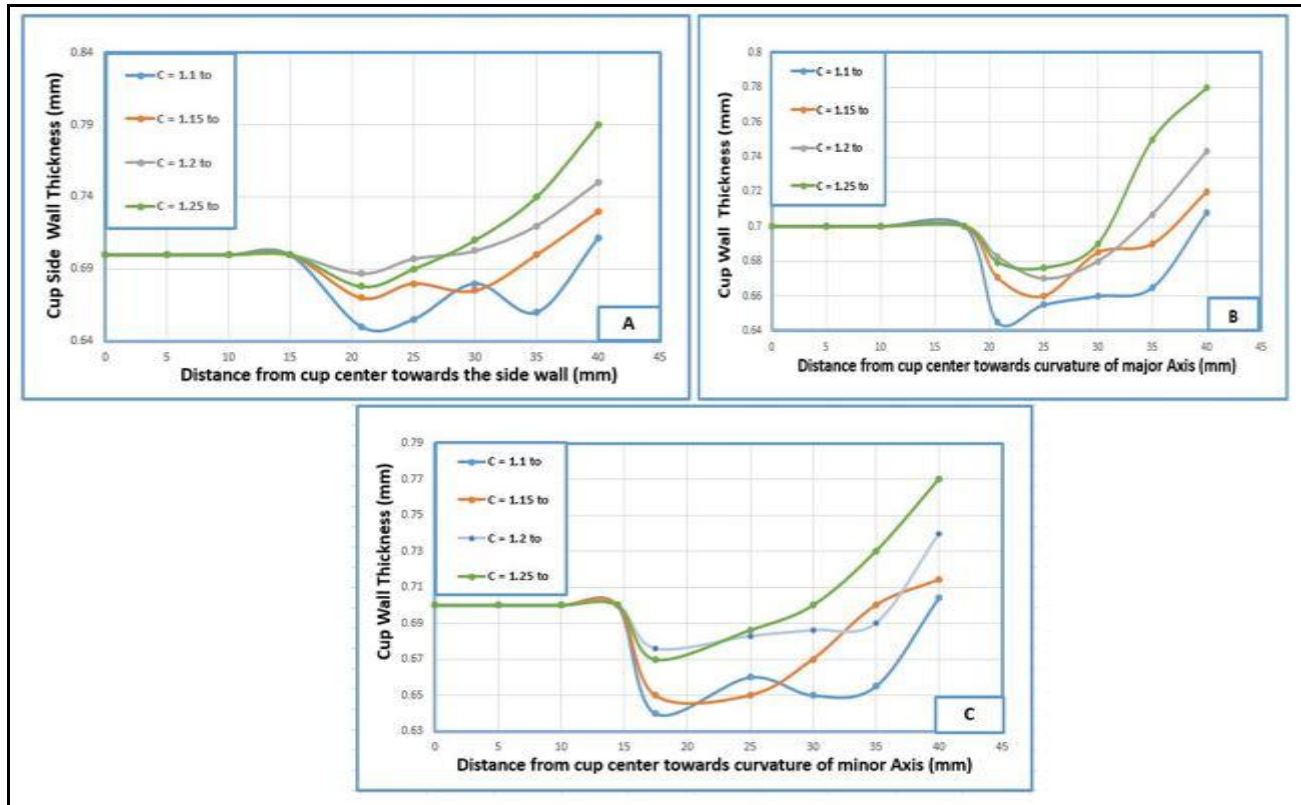 C = 1.1 to
C = 1.15 to
C = 1.2 to
C = 1.25 to
0.84
0.79
0.74
0.69
0.64
Cup Side Wall Thickness (mm)
0 5 10 15 20 25 30 35 40 45
Distance from cup center towards the side wall (mm)
A
C = 1.1 to
C = 1.15 to
C = 1.2 to
C = 1.25 to
0.8
0.78
0.76
0.74
0.72
0.7
0.68
0.66
0.64
Cup Wall Thickness (mm)
0 5 10 15 20 25 30 35 40 45
Distance from cup center towards curvature of major Axis (mm)
B
C = 1.1 to
C = 1.15 to
C = 1.2 to
C = 1.25 to
0.79
0.77
0.75
0.73
0.71
0.69
0.67
0.65
0.63
Cup Wall Thickness (mm)
0 5 10 15 20 25 30 35 40 45
Distance from cup center towards curvature of minor Axis (mm)
C